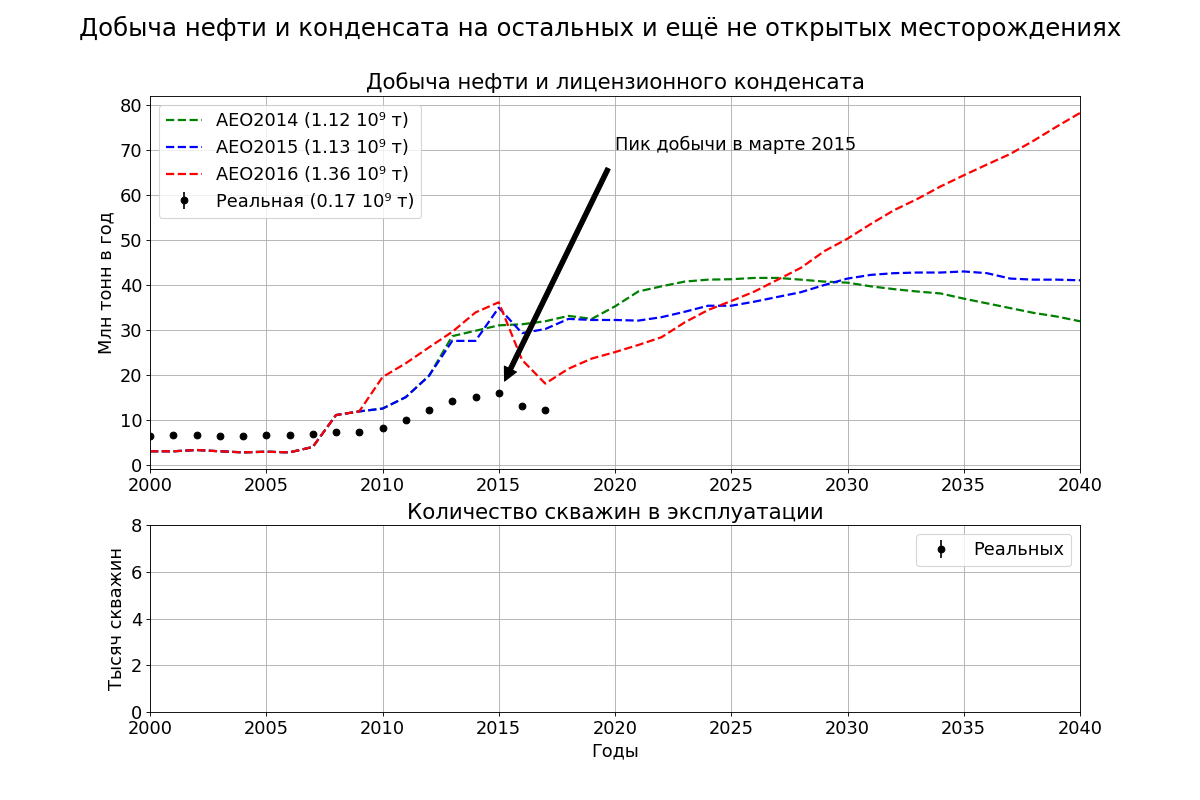 Добыча нефти и конденсата на остальных и ещё не открытых месторождениях
Добыча нефти и лицензионного конденсата
80
70
60
50
40
30
20
10
0
Млн тонн в год
AEO2014 (1.12 10⁹ т)
AEO2015 (1.13 10⁹ т)
AEO2016 (1.36 10⁹ т)
Реальная (0.17 10⁹ т)
Пик добычи в марте 2015
2000 2005 2010 2015 2020 2025 2030 2035 2040
Количество скважин в эксплуатации
8
6
4
2
0
Тысяч скважин
Реальных
2000 2005 2010 2015 2020 2025 2030 2035 2040
Годы